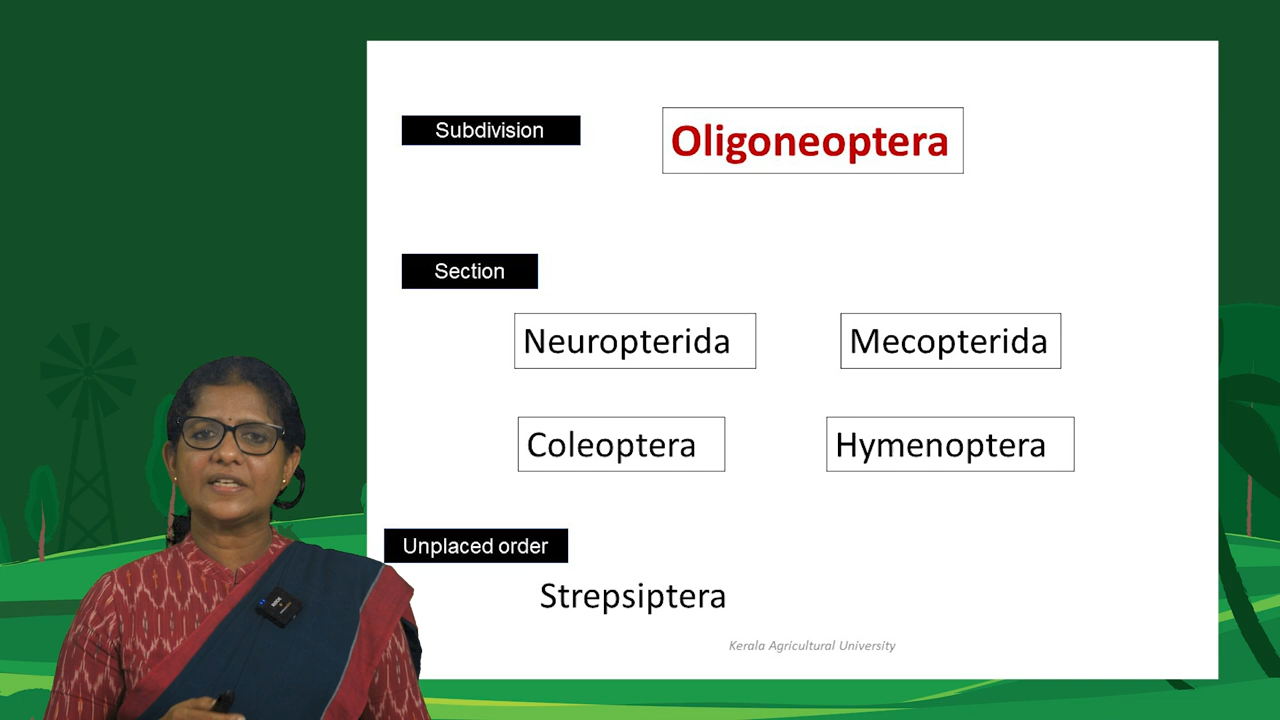 Subdivision
Oligoneoptera
Section
Neuropterida
Mecopterida
Coleoptera
Hymenoptera
Unplaced order
Strepsiptera
Kerala Agricultural University